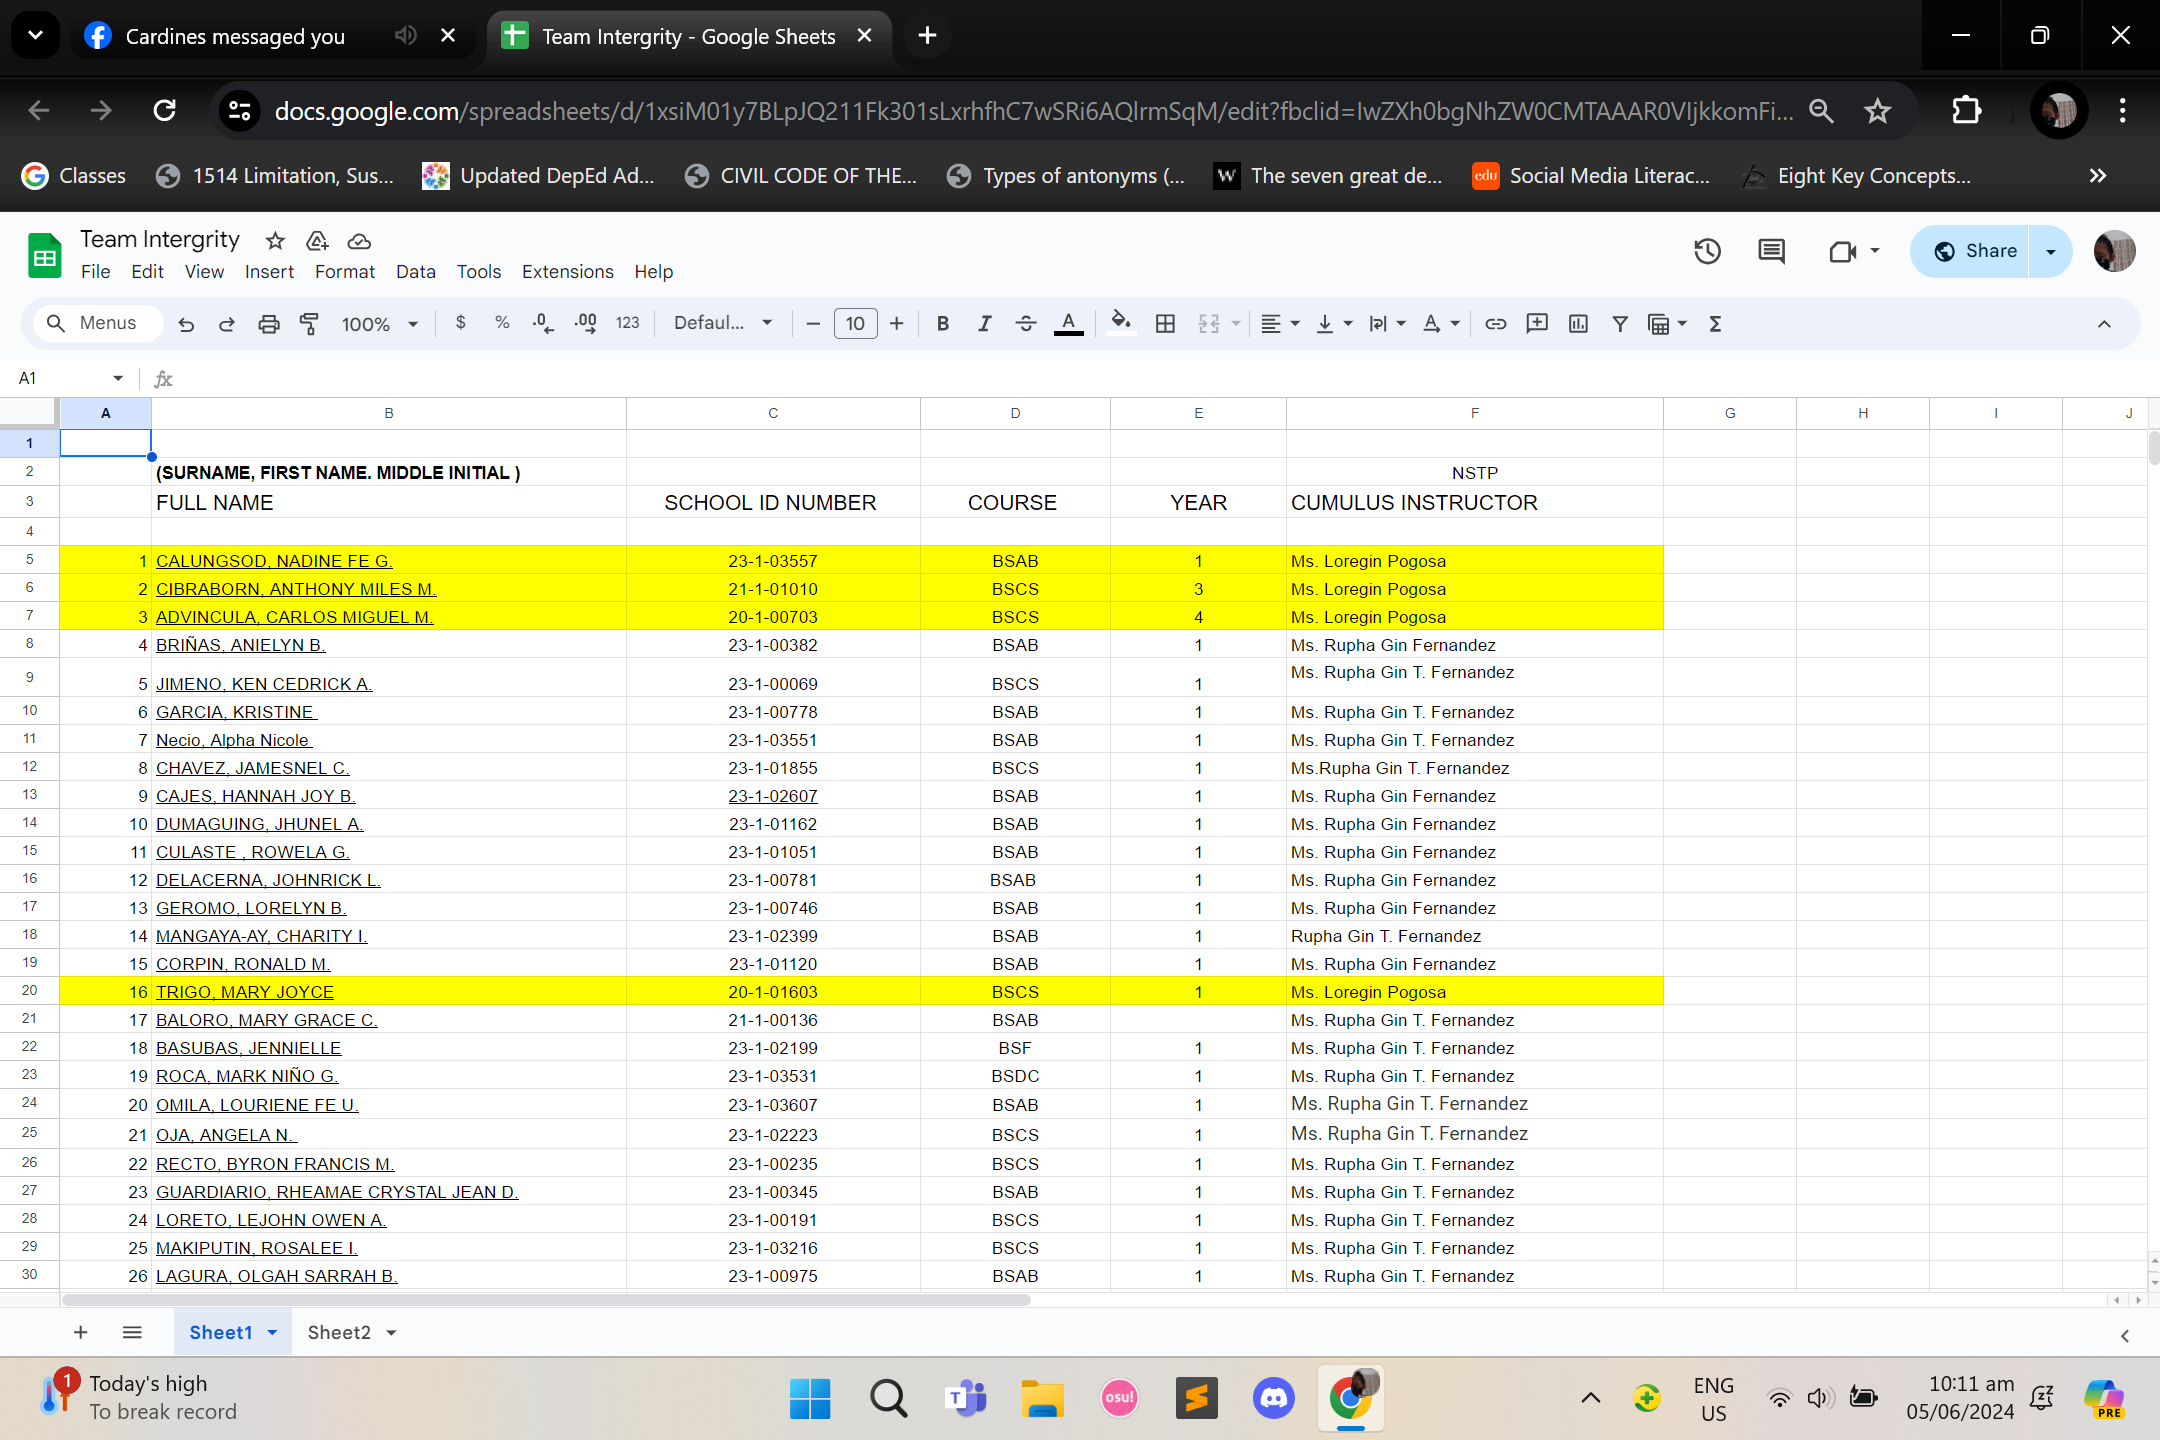 Cardines messaged you
Team Intergrity - Google Sheets
docs.google.com/spreadsheets/d/1xsiM01y7BLpJQ211Fk301sLxrhfhC7wSRi6AQlrmSqM/edit?fbclid=IwZXh0bgNhZW0CMTAAAR0VIjkkomFi...
Classes 1514 Limitation, Sus... Updated DepEd Ad... CIVIL CODE OF THE... Types of antonyms (... W The seven great de... edu Social Media Literac... Eight Key Concepts...
Team Intergrity
File Edit View Insert Format Data Tools Extensions Help
Share
Menus 100% $ % .0 .00 123 Defaul... 10 B I A
A1 fx
A B C D E F G H I J
1
2 (SURNAME, FIRST NAME. MIDDLE INITIAL ) NSTP
3 FULL NAME SCHOOL ID NUMBER COURSE YEAR CUMULUS INSTRUCTOR
4
5 1 CALUNGSOD, NADINE FE G. 23-1-03557 BSAB 1 Ms. Loregin Pogosa
6 2 CIBRABORN, ANTHONY MILES M. 21-1-01010 BSCS 3 Ms. Loregin Pogosa
7 3 ADVINCULA, CARLOS MIGUEL M. 20-1-00703 BSCS 4 Ms. Loregin Pogosa
8 4 BRIÑAS, ANIELYN B. 23-1-00382 BSAB 1 Ms. Rupha Gin Fernandez
9 5 JIMENO, KEN CEDRICK A. 23-1-00069 BSCS 1 Ms. Rupha Gin T. Fernandez
10 6 GARCIA, KRISTINE 23-1-00778 BSAB 1 Ms. Rupha Gin T. Fernandez
11 7 Necio, Alpha Nicole 23-1-03551 BSAB 1 Ms. Rupha Gin T. Fernandez
12 8 CHAVEZ, JAMESNEL C. 23-1-01855 BSCS 1 Ms.Rupha Gin T. Fernandez
13 9 CAJES, HANNAH JOY B. 23-1-02607 BSAB 1 Ms. Rupha Gin Fernandez
14 10 DUMAGUING, JHUNEL A. 23-1-01162 BSAB 1 Ms. Rupha Gin Fernandez
15 11 CULASTE , ROWELA G. 23-1-01051 BSAB 1 Ms. Rupha Gin Fernandez
16 12 DELACERNA, JOHNRICK L. 23-1-00781 BSAB 1 Ms. Rupha Gin Fernandez
17 13 GEROMO, LORELYN B. 23-1-00746 BSAB 1 Ms. Rupha Gin Fernandez
18 14 MANGAYA-AY, CHARITY I. 23-1-02399 BSAB 1 Rupha Gin T. Fernandez
19 15 CORPIN, RONALD M. 23-1-01120 BSAB 1 Ms. Rupha Gin Fernandez
20 16 TRIGO, MARY JOYCE 20-1-01603 BSCS 1 Ms. Loregin Pogosa
21 17 BALORO, MARY GRACE C. 21-1-00136 BSAB Ms. Rupha Gin T. Fernandez
22 18 BASUBAS, JENNIELLE 23-1-02199 BSF 1 Ms. Rupha Gin T. Fernandez
23 19 ROCA, MARK NIÑO G. 23-1-03531 BSDC 1 Ms. Rupha Gin T. Fernandez
24 20 OMILA, LOURIENE FE U. 23-1-03607 BSAB 1 Ms. Rupha Gin T. Fernandez
25 21 OJA, ANGELA N. 23-1-02223 BSCS 1 Ms. Rupha Gin T. Fernandez
26 22 RECTO, BYRON FRANCIS M. 23-1-00235 BSCS 1 Ms. Rupha Gin T. Fernandez
27 23 GUARDIARIO, RHEAMAE CRYSTAL JEAN D. 23-1-00345 BSAB 1 Ms. Rupha Gin T. Fernandez
28 24 LORETO, LEJOHN OWEN A. 23-1-00191 BSCS 1 Ms. Rupha Gin T. Fernandez
29 25 MAKIPUTIN, ROSALEE I. 23-1-03216 BSCS 1 Ms. Rupha Gin T. Fernandez
30 26 LAGURA, OLGAH SARRAH B. 23-1-00975 BSAB 1 Ms. Rupha Gin T. Fernandez
Sheet1 Sheet2
1 Today's high
To break record
osu!
ENG
US
10:11 am
05/06/2024
PRE